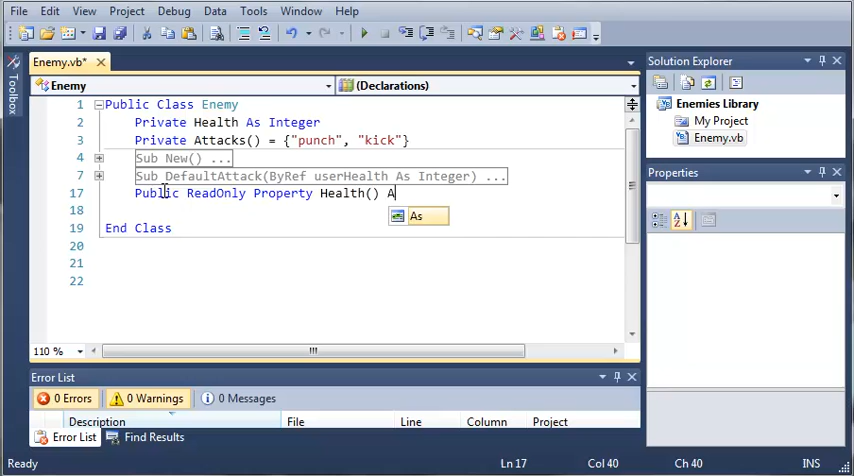 File Edit View Project Debug Data Tools Window Help
Enemy.vb*
Enemy (Declarations)
1 Public Class Enemy
2 Private Health As Integer
3 Private Attacks() = {"punch", "kick"}
4 Sub New() ...
7 Sub DefaultAttack(ByRef userHealth As Integer) ...
17 Public ReadOnly Property Health() A
As
18
19 End Class
20
21
22
110 %
Toolbox
Solution Explorer
Enemies Library
My Project
Enemy.vb
Properties
Error List
0 Errors 0 Warnings 0 Messages
Description File Line Column Project
Error List Find Results
Ready Ln 17 Col 40 Ch 40 INS